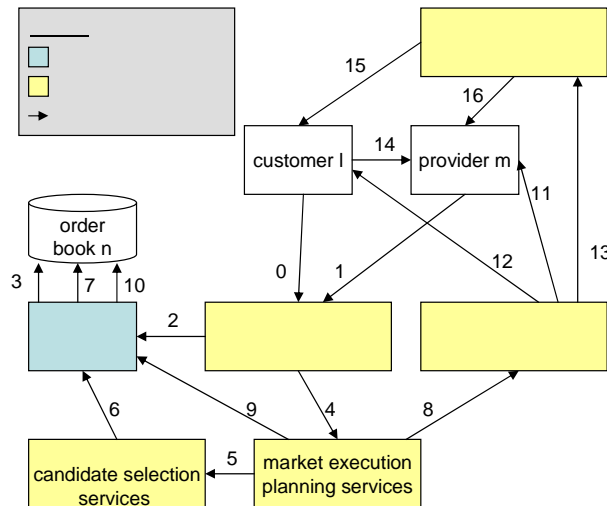 15
16
14
customer l
provider m
11
order
book n
3
7
10
0
1
12
13
2
6
9
4
8
5
candidate selection
services
market execution
planning services